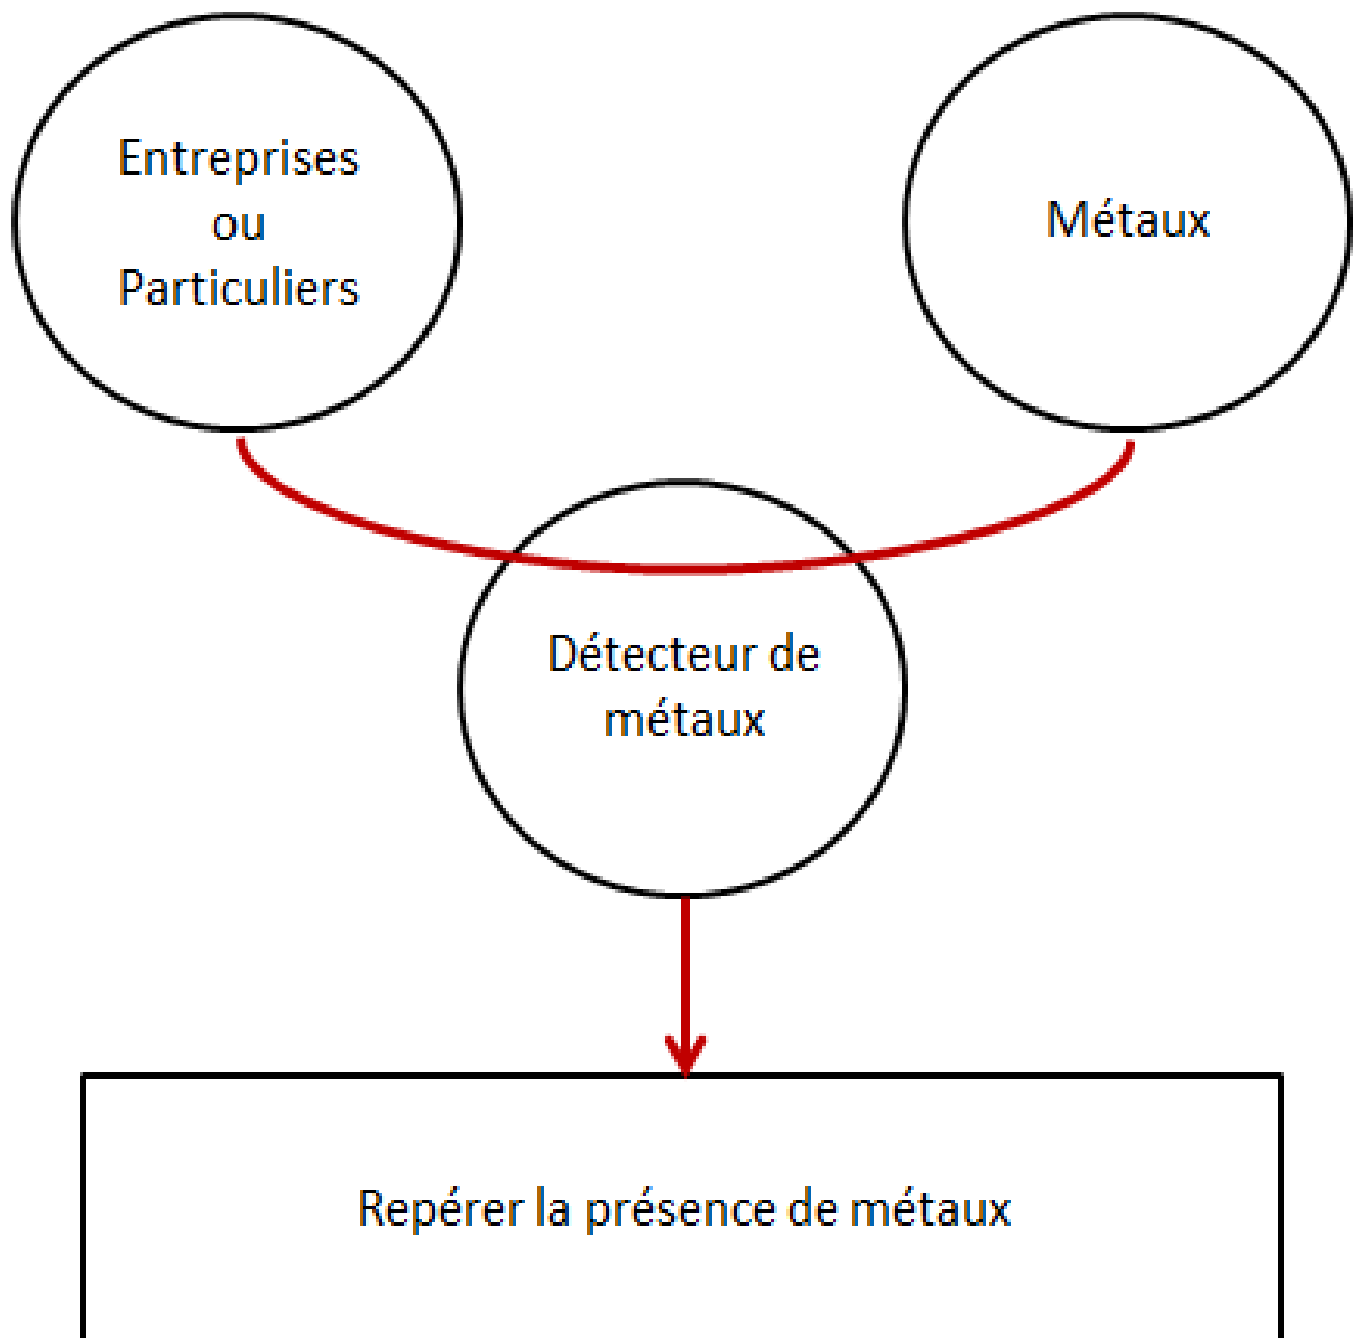 Entreprises
ou
Particuliers
Métaux
Détecteur de
métaux
Repérer la présence de métaux